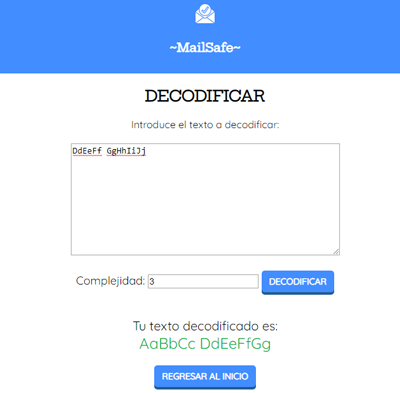 ~MailSafe~
DECODIFICAR
Introduce el texto a decodificar:
DdEeFf GgHhIiJj
Complejidad: 3 DECODIFICAR
Tu texto decodificado es:
AaBbCc DdEeFfGg
REGRESAR AL INICIO